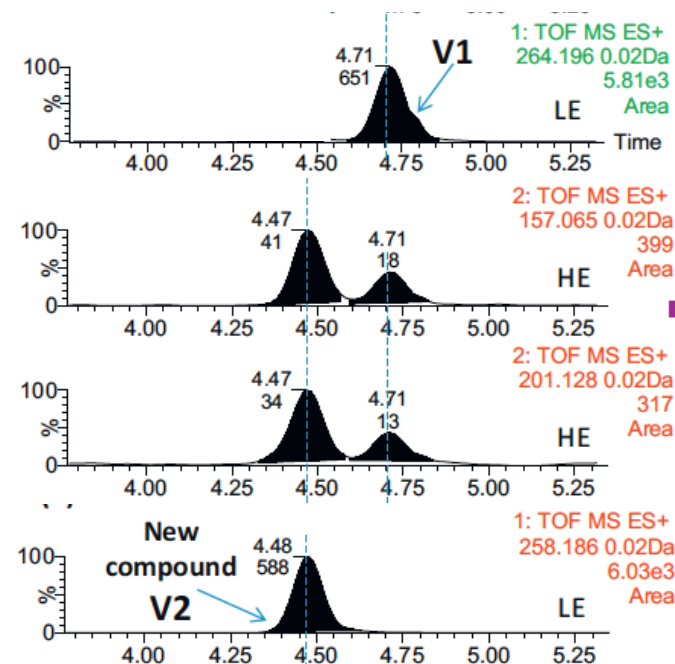 1: TOF MS ES+
264.196 0.02Da
5.81e3
Area
4.71
651
V1
LE
100
%
0
4.00 4.25 4.50 4.75 5.00 5.25
Time
2: TOF MS ES+
157.065 0.02Da
399
Area
4.47
41
4.71
18
HE
100
%
0
4.00 4.25 4.50 4.75 5.00 5.25
2: TOF MS ES+
201.128 0.02Da
317
Area
4.47
34
4.71
13
HE
100
%
0
4.00 4.25 4.50 4.75 5.00 5.25
1: TOF MS ES+
258.186 0.02Da
6.03e3
Area
New
compound
V2
4.48
588
LE
100
%
0
4.00 4.25 4.50 4.75 5.00 5.25